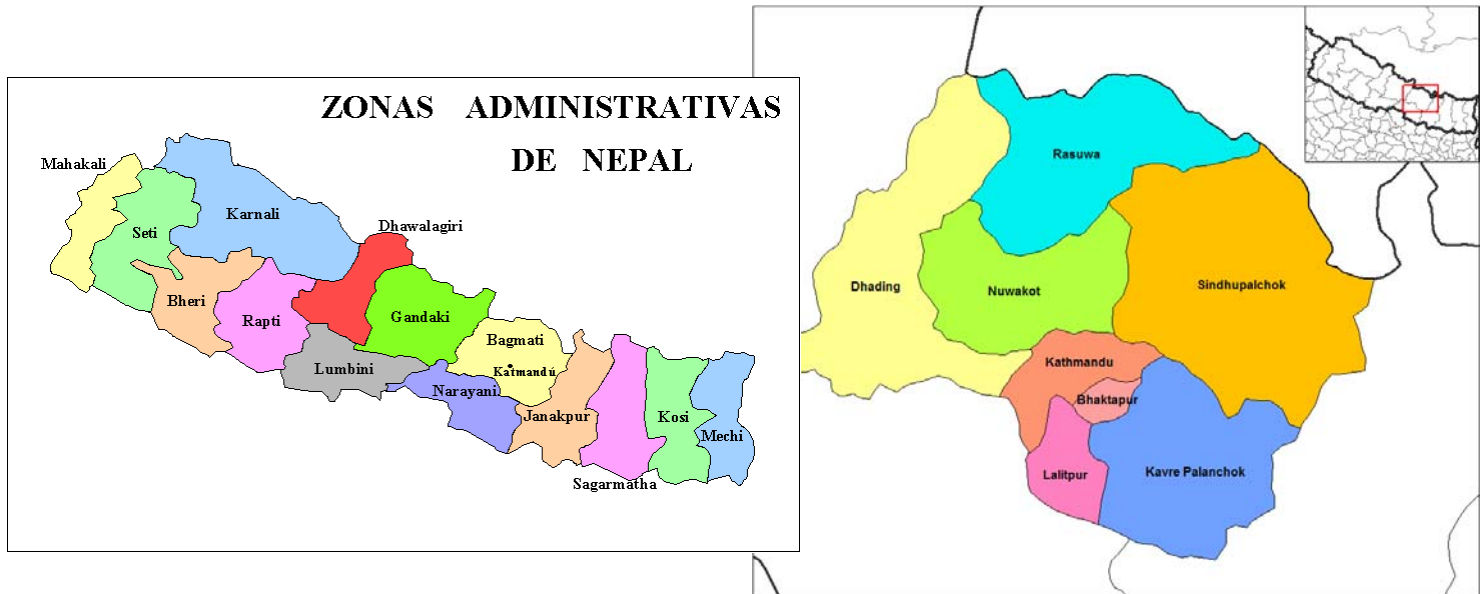 ZONAS ADMINISTRATIVAS
DE NEPAL
Mahakali
Karnali
Seti
Dhawalagiri
Bheri
Rapti
Gandaki
Bagmati
Katmandú
Lumbini
Narayani
Janakpur
Kosi
Mechi
Sagarmatha
Rasuwa
Dhading
Nuwakot
Sindhupalchok
Kathmandu
Bhaktapur
Lalitpur
Kavre Palanchok